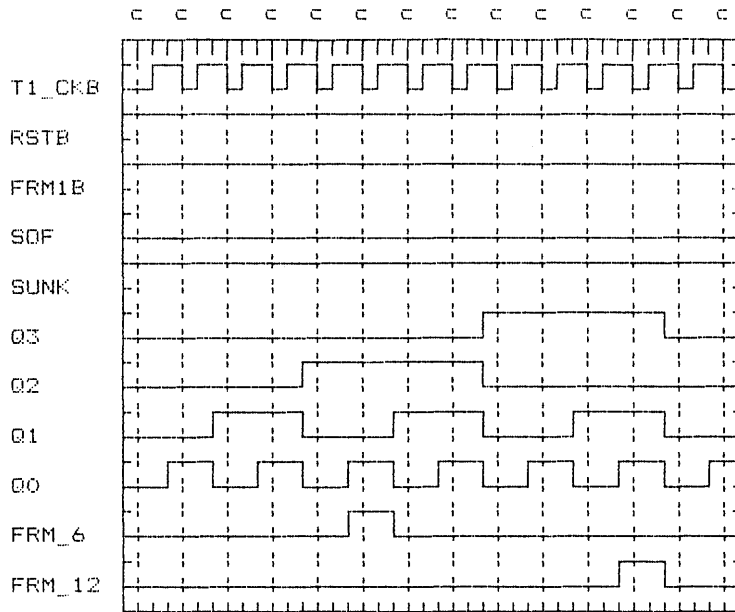 c c c c c c c c c c c c c c
T1_CKB
RSTB
FRM1B
SOF
SUNK
Q3
Q2
Q1
Q0
FRM_6
FRM_12